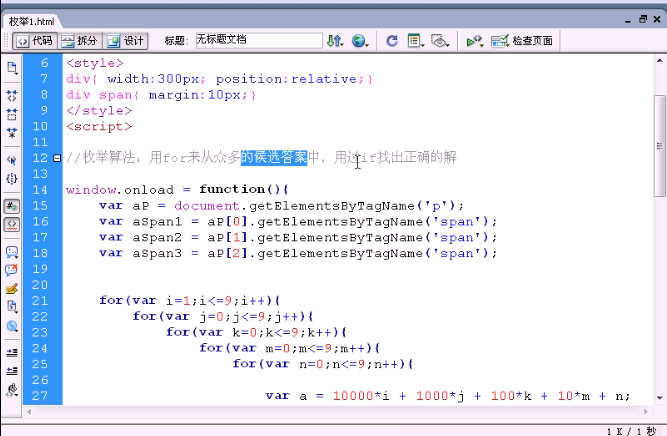 枚举1.html
代码 拆分 设计 标题: 无标题文档 检查页面
6 <style>
7 div{ width:300px; position:relative;}
8 div span{ margin:10px;}
9 </style>
10 <script>
11
12 //枚举算法：用for来从众多的候选答案中，用过if找出正确的解
13
14 window.onload = function(){
15 var aP = document.getElementsByTagName('p');
16 var aSpan1 = aP[0].getElementsByTagName('span');
17 var aSpan2 = aP[1].getElementsByTagName('span');
18 var aSpan3 = aP[2].getElementsByTagName('span');
19
20
21 for(var i=1;i<=9;i++){
22 for(var j=0;j<=9;j++){
23 for(var k=0;k<=9;k++){
24 for(var m=0;m<=9;m++){
25 for(var n=0;n<=9;n++){
26
27 var a = 10000*i + 1000*j + 100*k + 10*m + n;
1 K / 1 秒